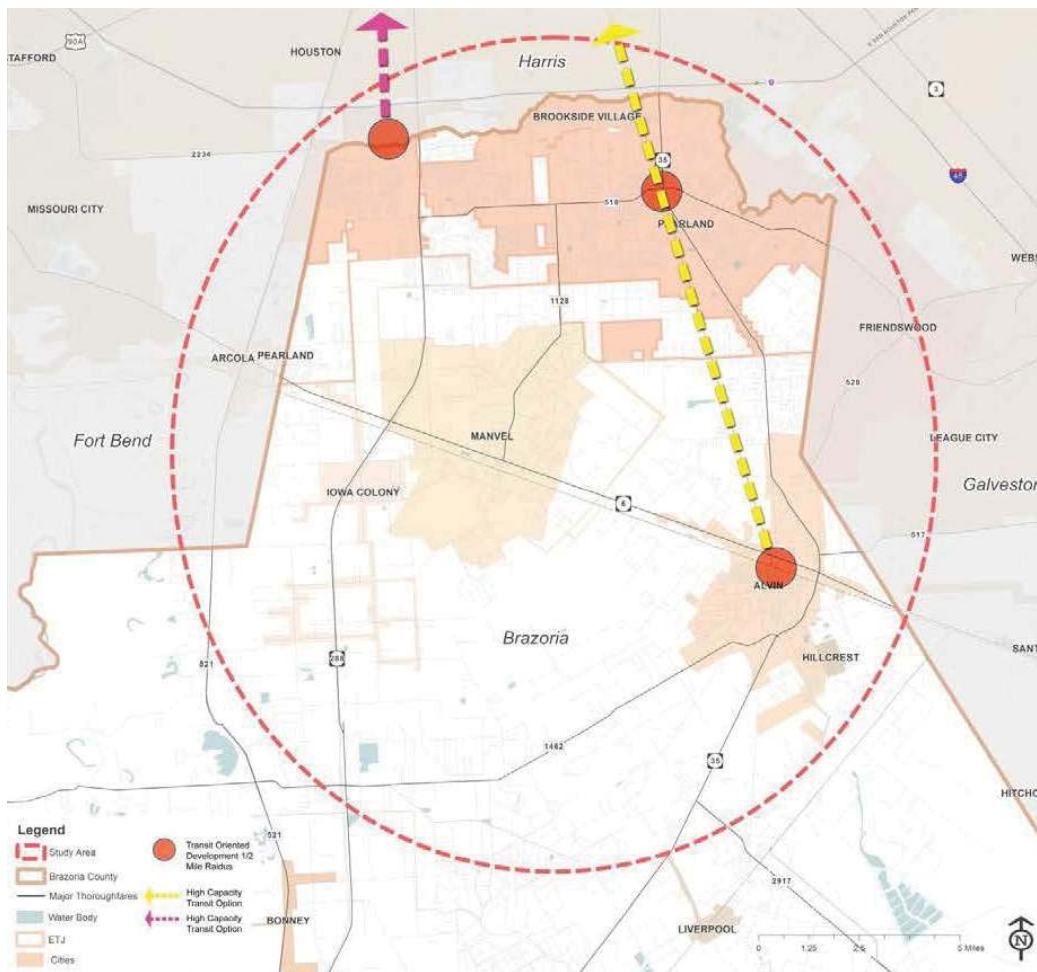 90A
STAFFORD
HOUSTON
Harris
3
BROOKSIDE VILLAGE
2234
35
45
518
MISSOURI CITY
PEARLAND
WEBS
1128
FRIENDSWOOD
ARCOLA
PEARLAND
528
Fort Bend
MANVEL
LEAGUE CITY
IOWA COLONY
Galveston
6
517
ALVIN
Brazoria
HILLCREST
SANT
521
288
1462
35
HITCHC
Legend
Study Area
Brazoria County
Major Thoroughfares
Water Body
ETJ
Cities
Transit Oriented
Development 1/2
Mile Raidus
High Capacity
Transit Option
High Capacity
Transit Option
521
BONNEY
2917
LIVERPOOL
0 1.25 2.5 5 Miles
N